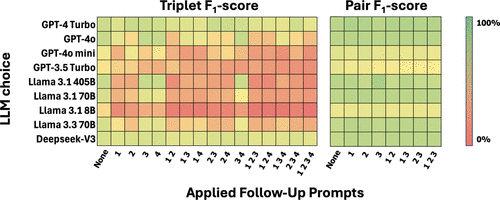 Triplet F₁-score
Pair F₁-score
LLM choice
GPT-4 Turbo
GPT-4o
GPT-4o mini
GPT-3.5 Turbo
Llama 3.1 405B
Llama 3.1 70B
Llama 3.1 8B
Llama 3.3 70B
Deepseek-V3
None
1
2
3
4
1 2
1 3
1 4
2 3
2 4
3 4
1 2 3
1 2 4
1 3 4
2 3 4
1 2 3 4
None
1
2
3
1 2
1 3
2 3
1 2 3
100%
0%
Applied Follow-Up Prompts